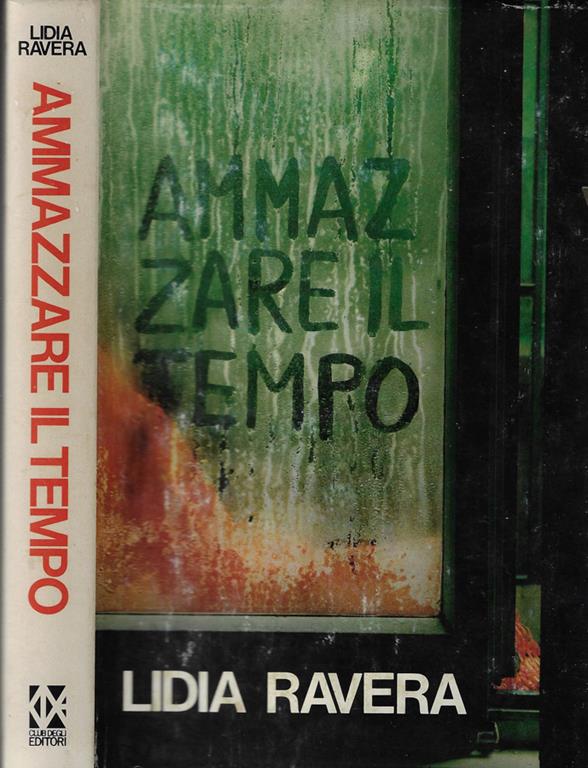 LIDIA
RAVERA
AMMAZZARE IL TEMPO
CLUB DEGLI
EDITORI
AMMAZ
ZARE IL
TEMPO
LIDIA RAVERA